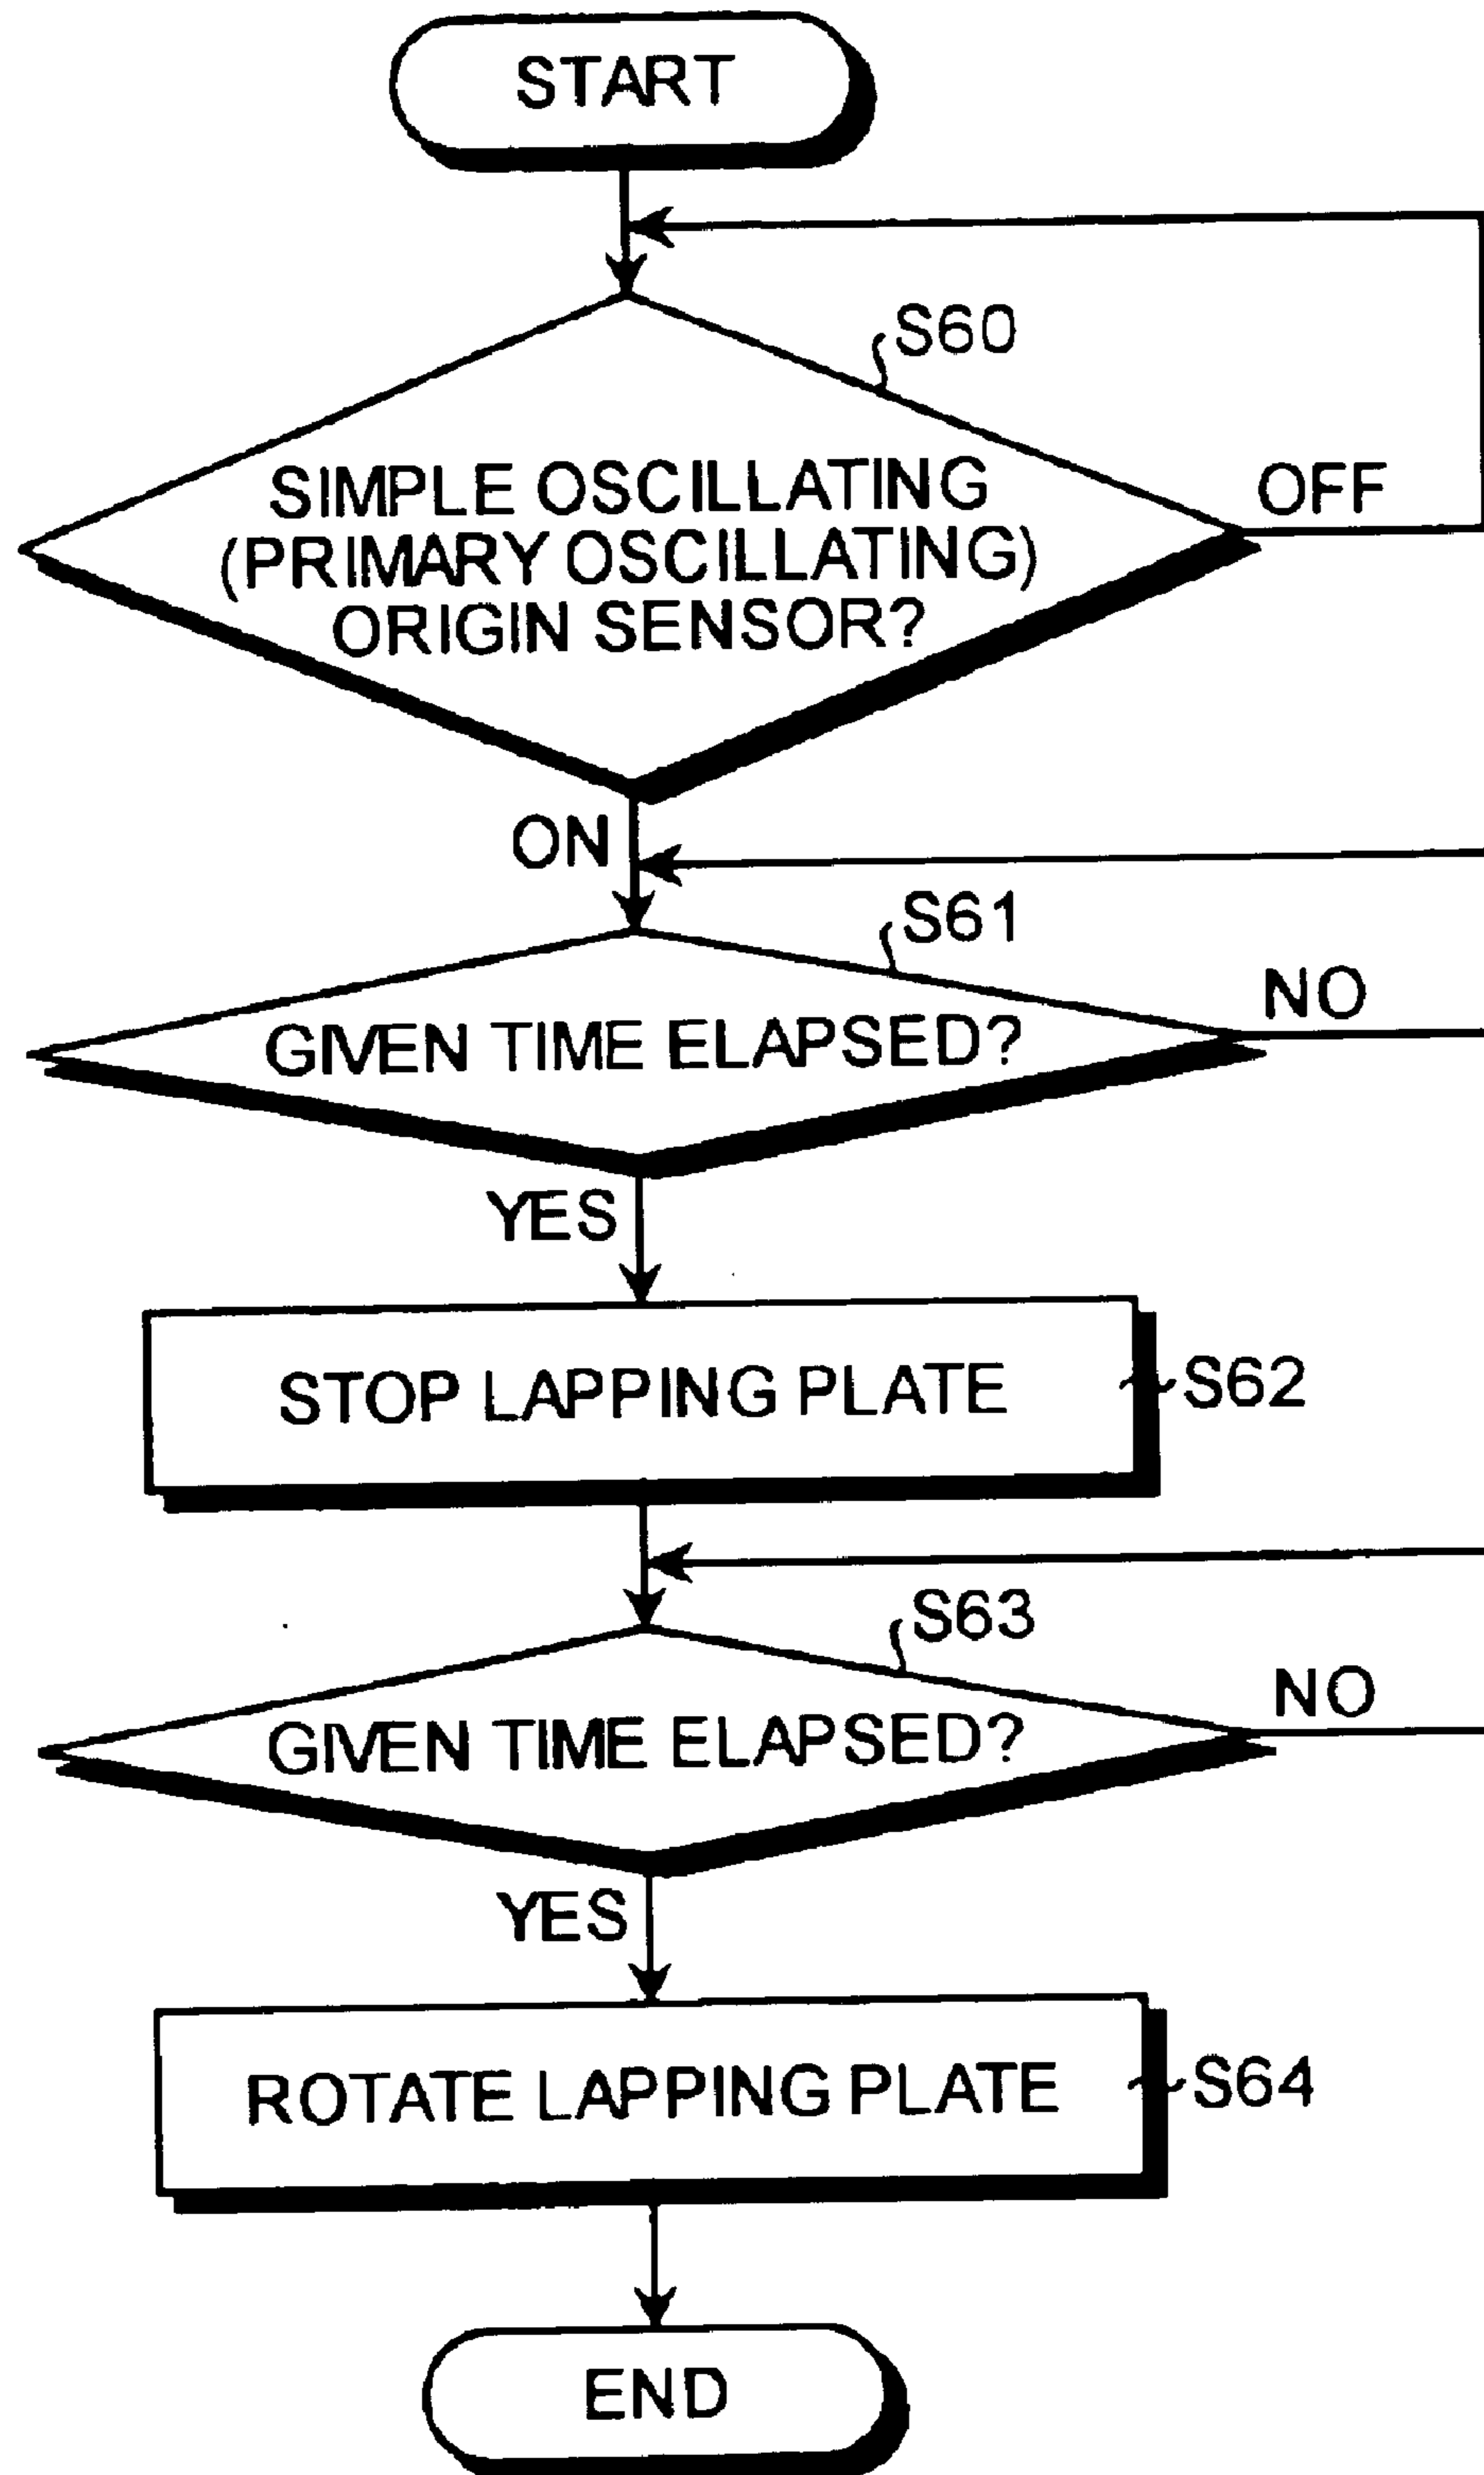 START
S60
SIMPLE OSCILLATING
(PRIMARY OSCILLATING)
ORIGIN SENSOR?
OFF
ON
S61
GIVEN TIME ELAPSED?
NO
YES
STOP LAPPING PLATE
S62
S63
GIVEN TIME ELAPSED?
NO
YES
ROTATE LAPPING PLATE
S64
END